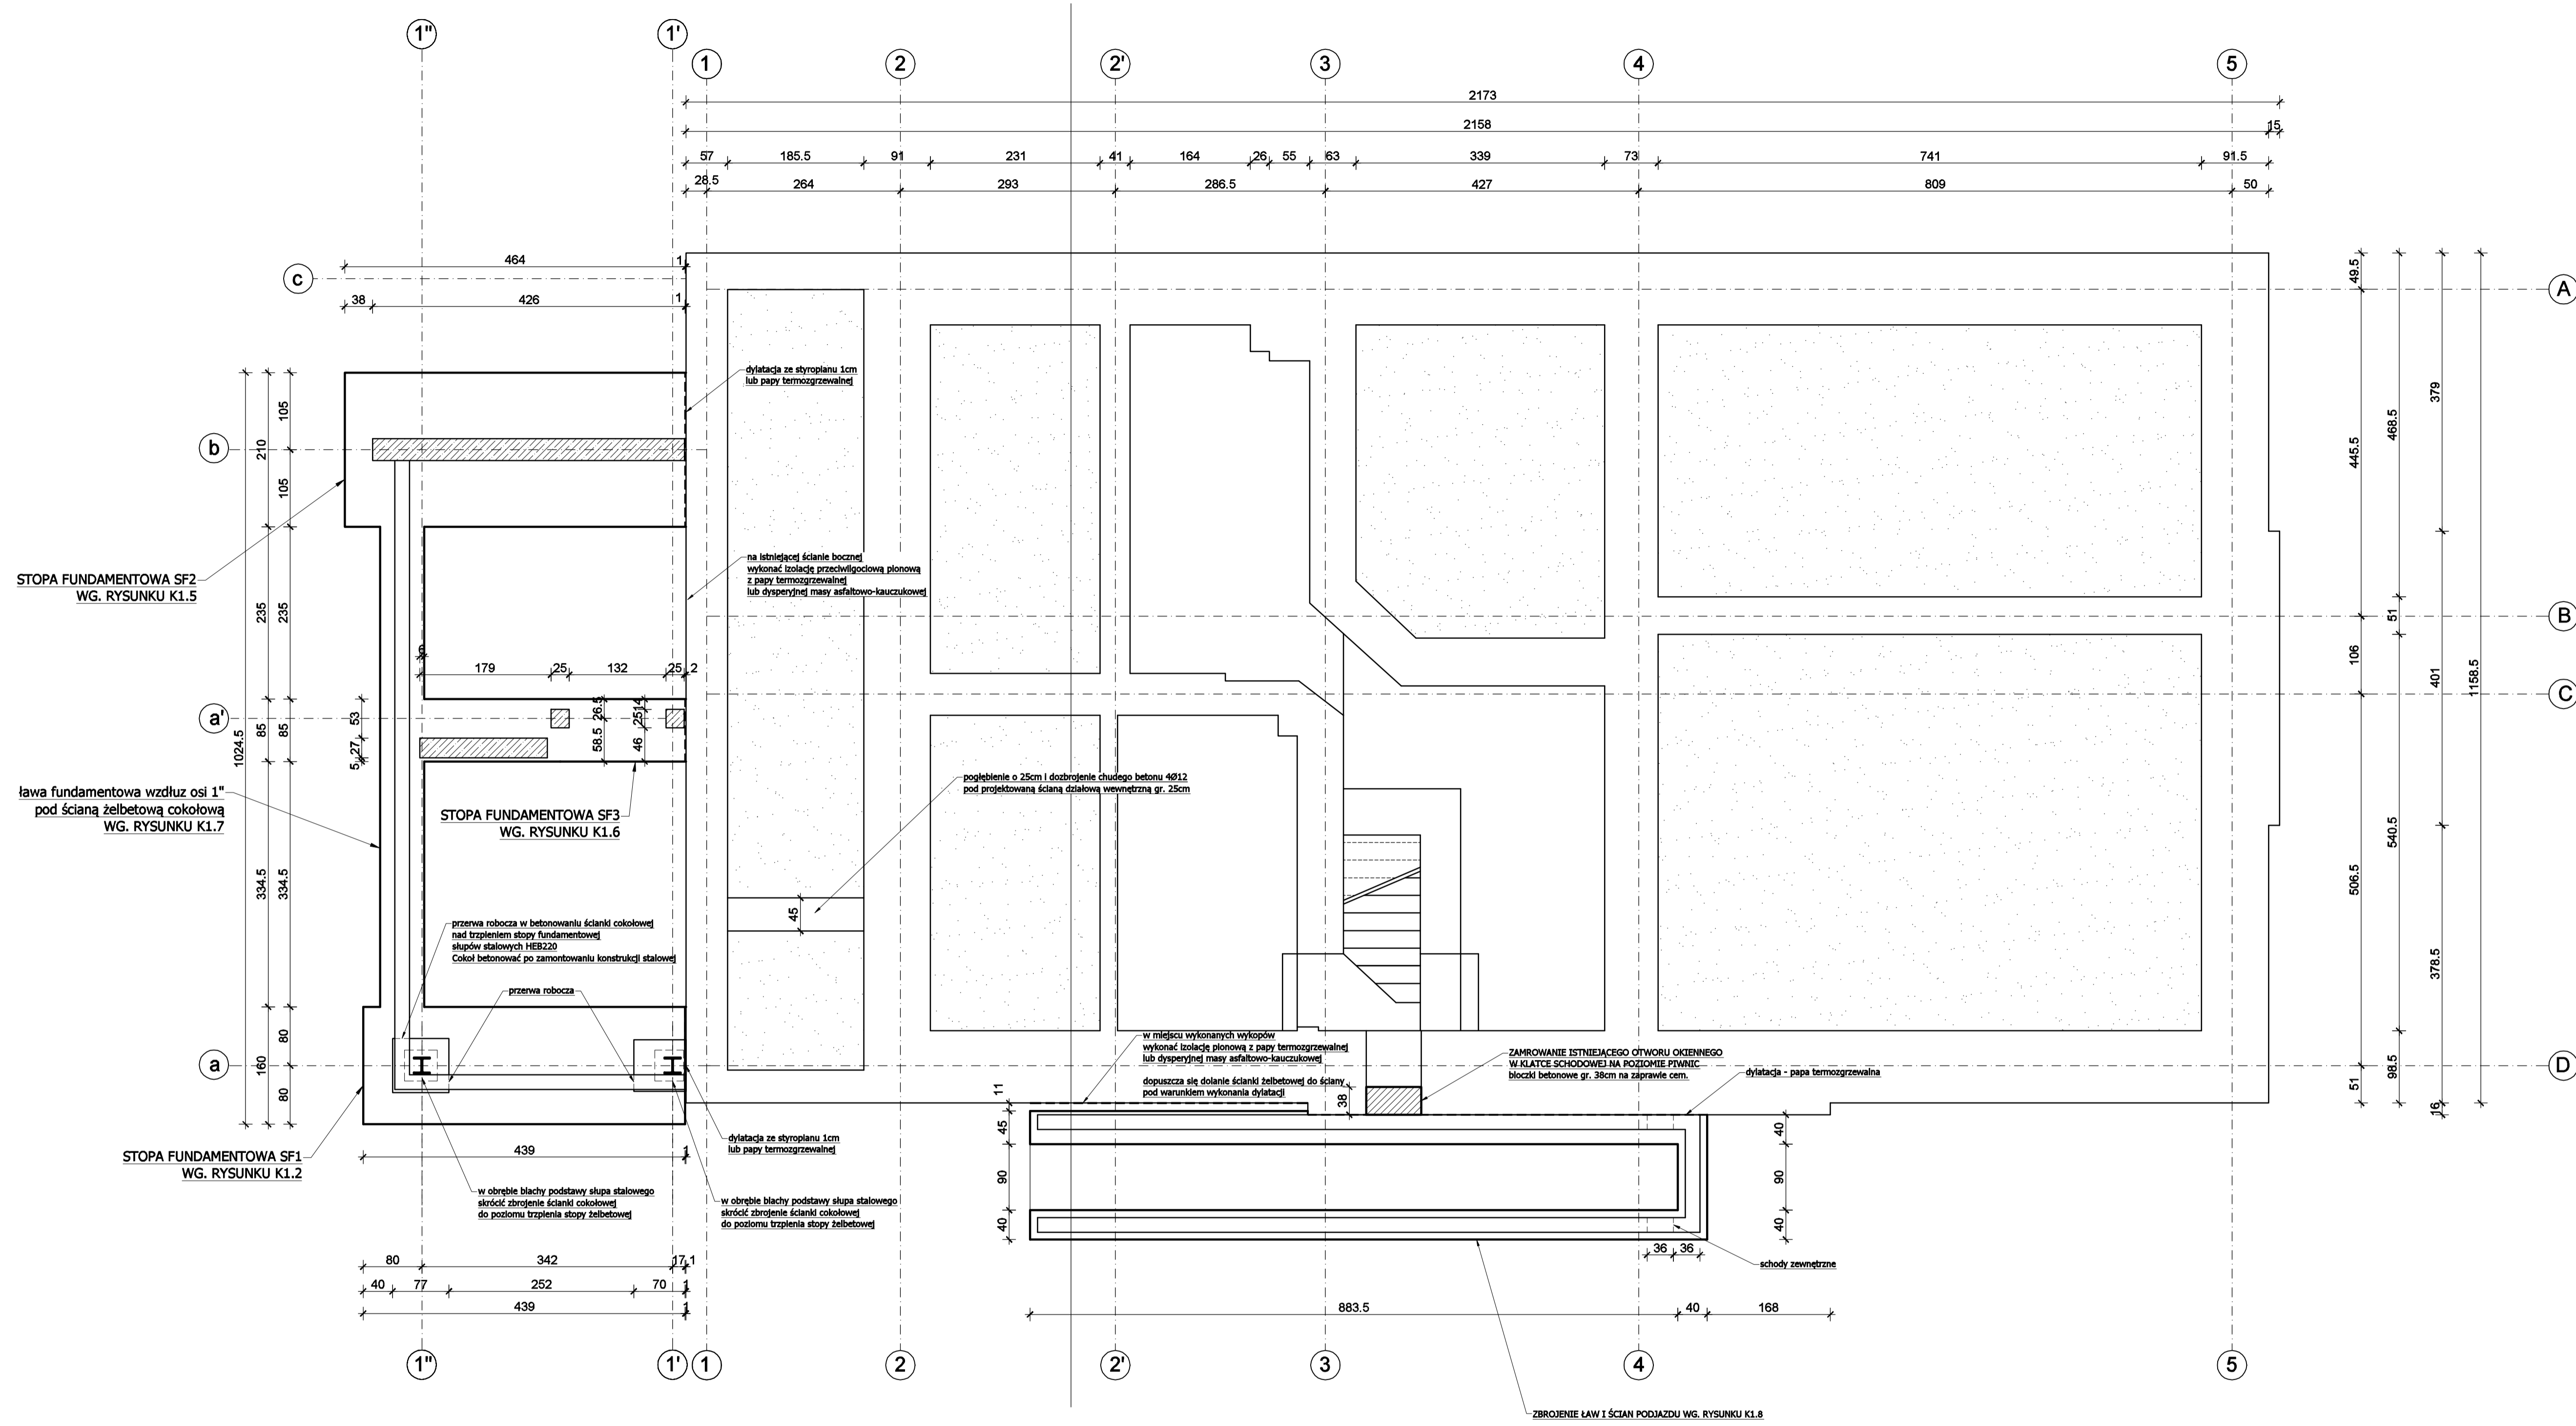 1" 1' 1 2 2' 3 4 5
2173
2158 15
57 185.5 91 231 41 164 26 55 63 339 73 741 91.5
28.5 264 293 286.5 427 809 50
464 1
c
38 426 1
A
49.5
dylatacja ze styropianu 1cm
lub papy termozgrzewalnej
379
105
468.5
b
210
445.5
105
na istniejącej ścianie bocznej
wykonać izolację przeciwilgociową pionową
z papy termozgrzewalnej
lub dysperyjnej masy asfaltowo-kauczukowej
STOPA FUNDAMENTOWA SF2
WG. RYSUNKU K1.5
235 235
51
B
6
179 25 132 25 2
106
401
1158.5
C
a'
53
26.5
14
25
85 85
58.5
46
27
5
1024.5
pogłębienie o 25cm i dozbrojenie chudego betonu 4Ø12
pod projektowaną ścianą działową wewnętrzną gr. 25cm
ława fundamentowa wzdłuz osi 1"
pod ścianą żelbetową cokołową
WG. RYSUNKU K1.7
STOPA FUNDAMENTOWA SF3
WG. RYSUNKU K1.6
540.5
334.5 334.5
506.5
45
przerwa robocza w betonowaniu ścianki cokołowej
nad trzpieniem stopy fundamentowej
słupów stalowych HEB220
Cokoł betonować po zamontowaniu konstrukcji stalowej
378.5
przerwa robocza
80
160
a
80
w miejscu wykonanych wykopów
wykonać izolację pionową z papy termozgrzewalnej
lub dysperyjnej masy asfaltowo-kauczukowej
dopuszcza się dolanie ścianki żelbetowej do ściany
pod warunkiem wykonania dylatacji
ZAMROWANIE ISTNIEJĄCEGO OTWORU OKIENNEGO
W KLATCE SCHODOWEJ NA POZIOMIE PIWNIC
bloczki betonowe gr. 38cm na zaprawie cem.
dylatacja - papa termozgrzewalna
98.5
D
51
16
11
38
45
40
dylatacja ze styropianu 1cm
lub papy termozgrzewalnej
439 1
STOPA FUNDAMENTOWA SF1
WG. RYSUNKU K1.2
90
90
w obrębie blachy podstawy słupa stalowego
skrócić zbrojenie ścianki cokołowej
do poziomu trzpienia stopy żelbetowej
w obrębie blachy podstawy słupa stalowego
skrócić zbrojenie ścianki cokołowej
do poziomu trzpienia stopy żelbetowej
40
40
36 36
schody zewnętrzne
80 342 17 1
40 77 252 70 1
439 1
883.5 40 168
1" 1' 1 2 2' 3 4 5
ZBROJENIE ŁAW I ŚCIAN PODJAZDU WG. RYSUNKU K1.8